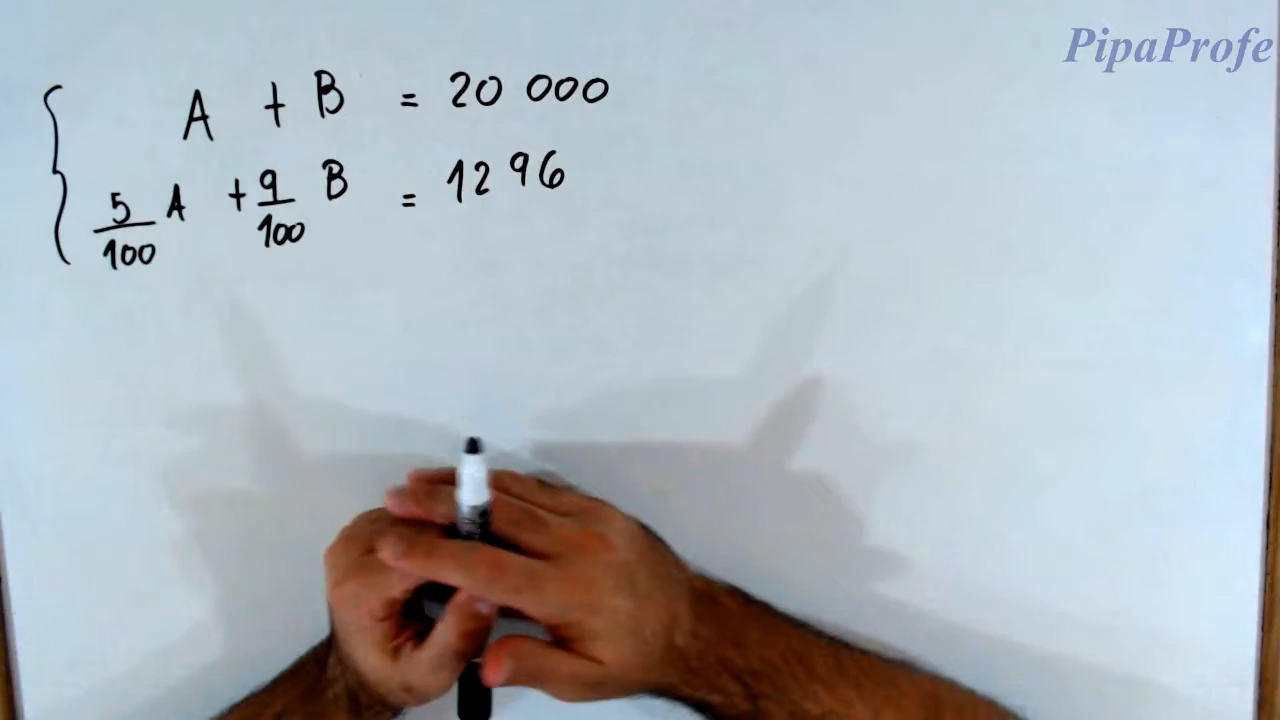 PipaProfe
A + B = 20 000
5/100 A + 9/100 B = 1296